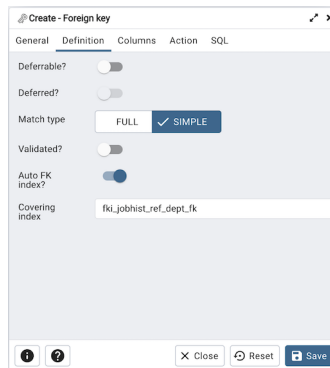 Create - Foreign key
General Definition Columns Action SQL
Deferrable?
Deferred?
Match type FULL SIMPLE
Validated?
Auto FK
index?
Covering
index fki_jobhist_ref_dept_fk
Close Reset Save